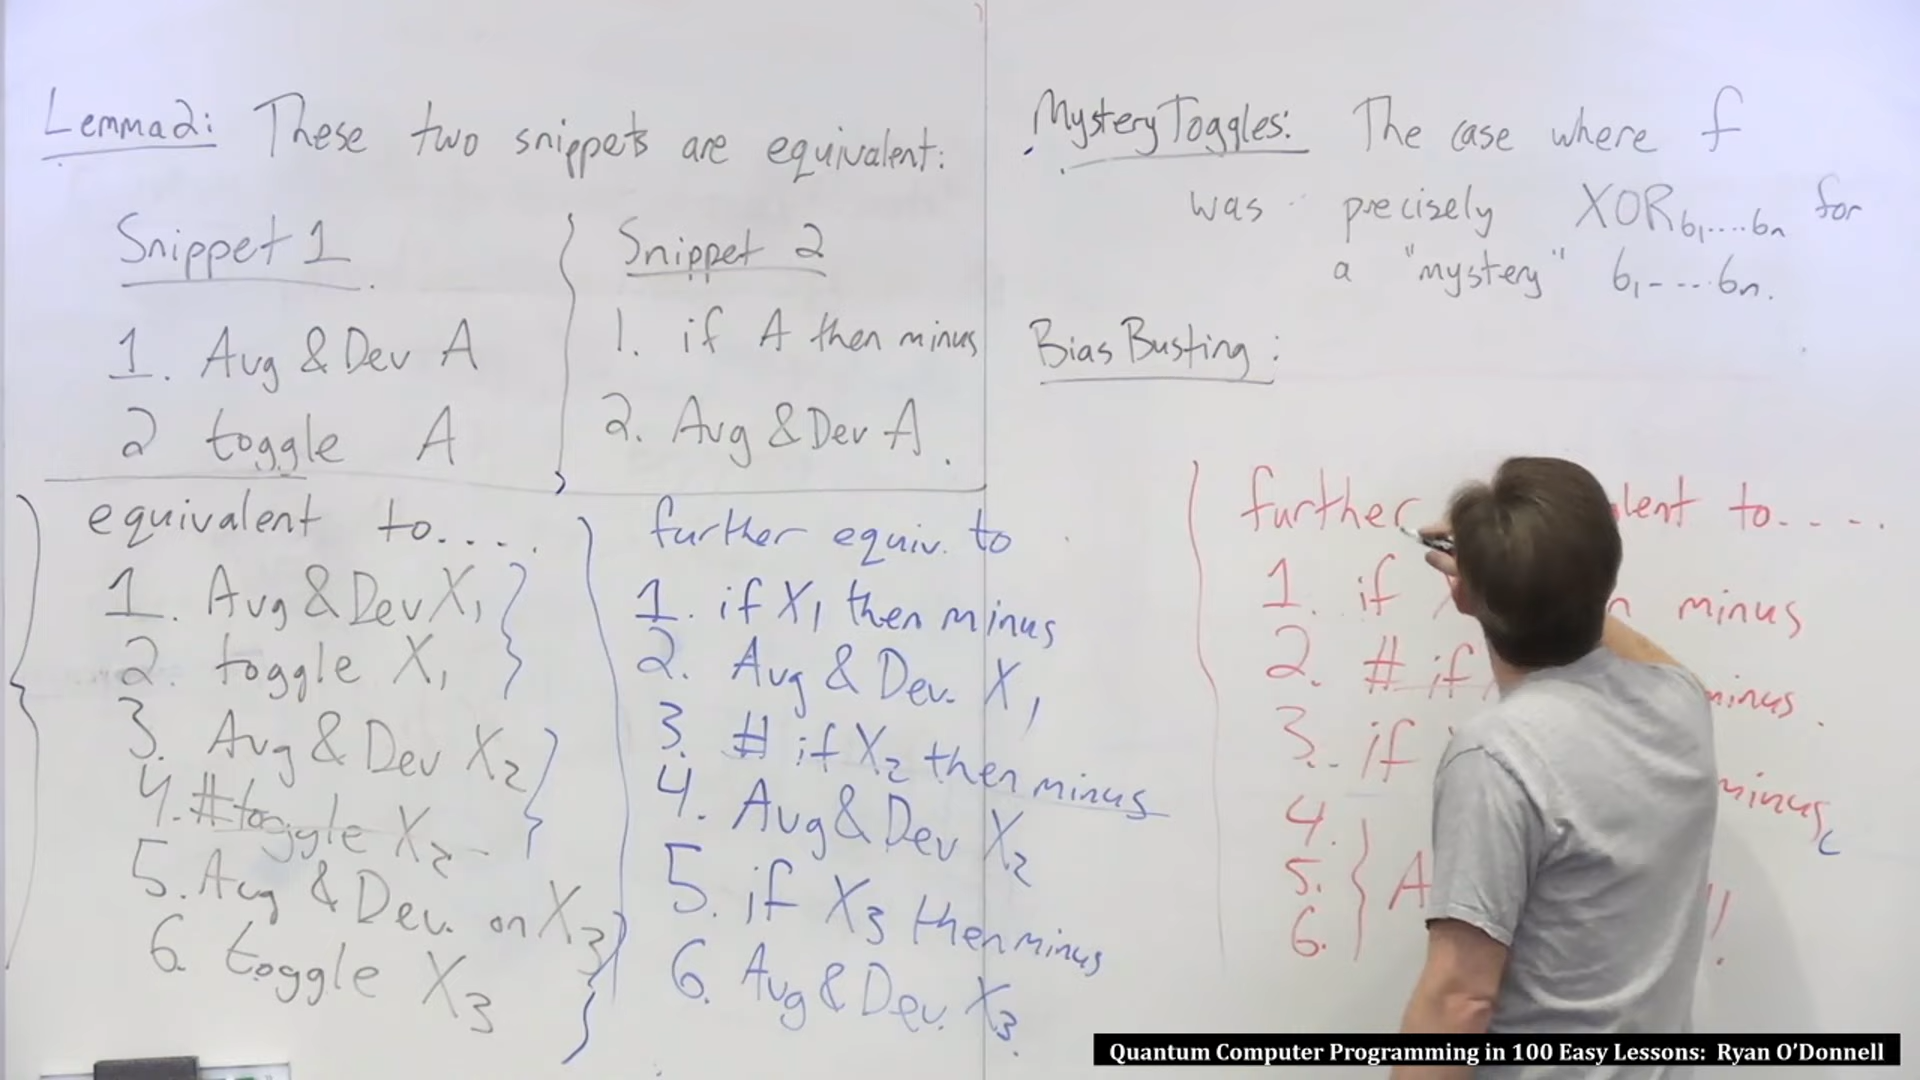 Lemma 2: These two snippets are equivalent:
Snippet 1
1. Avg & Dev A
2 toggle A
Snippet 2
1. if A then minus
2. Avg & Dev A.
equivalent to....
1. Avg & Dev X1
2. toggle X1
3. Avg & Dev X2
4. # toggle X2
5. Avg & Dev. on X3
6. toggle X3
further equiv. to
1. if X1 then minus
2. Avg & Dev. X1
3. # if X2 then minus
4. Avg & Dev X2
5. if X3 then minus
6. Avg & Dev. X3.
Mystery Toggles: The case where f
was precisely XOR b1....bn for
a "mystery" b1----bn.
Bias Busting:
further to....
1. if minus
2. # if minus.
3. if minus
4.
5.
6.
Quantum Computer Programming in 100 Easy Lessons: Ryan O'Donnell